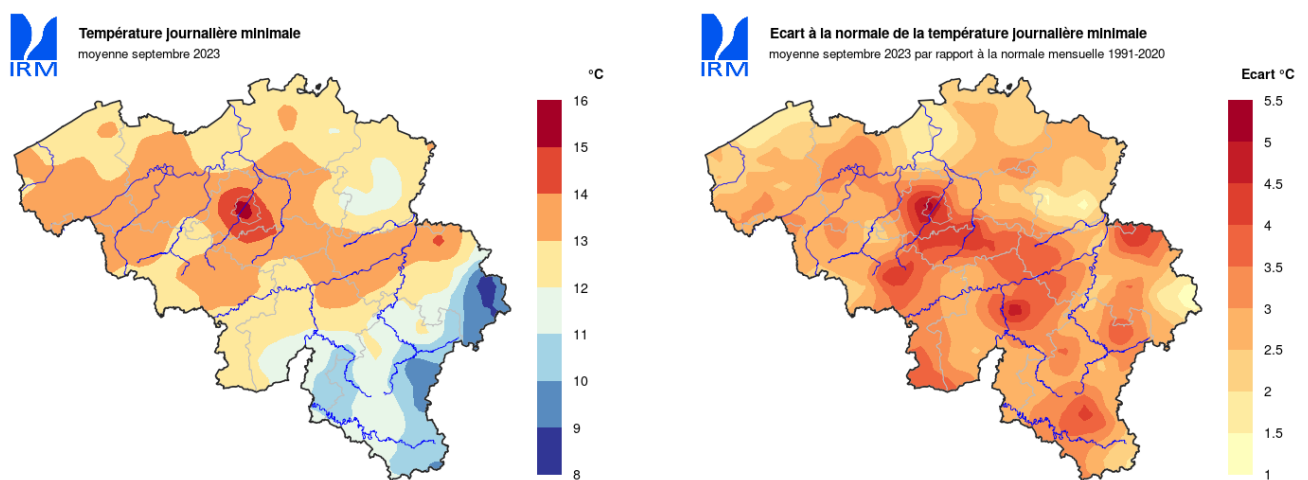 IRM
Température journalière minimale
moyenne septembre 2023
°C
16
15
14
13
12
11
10
9
8
IRM
Ecart à la normale de la température journalière minimale
moyenne septembre 2023 par rapport à la normale mensuelle 1991-2020
Ecart °C
5.5
5
4.5
4
3.5
3
2.5
2
1.5
1